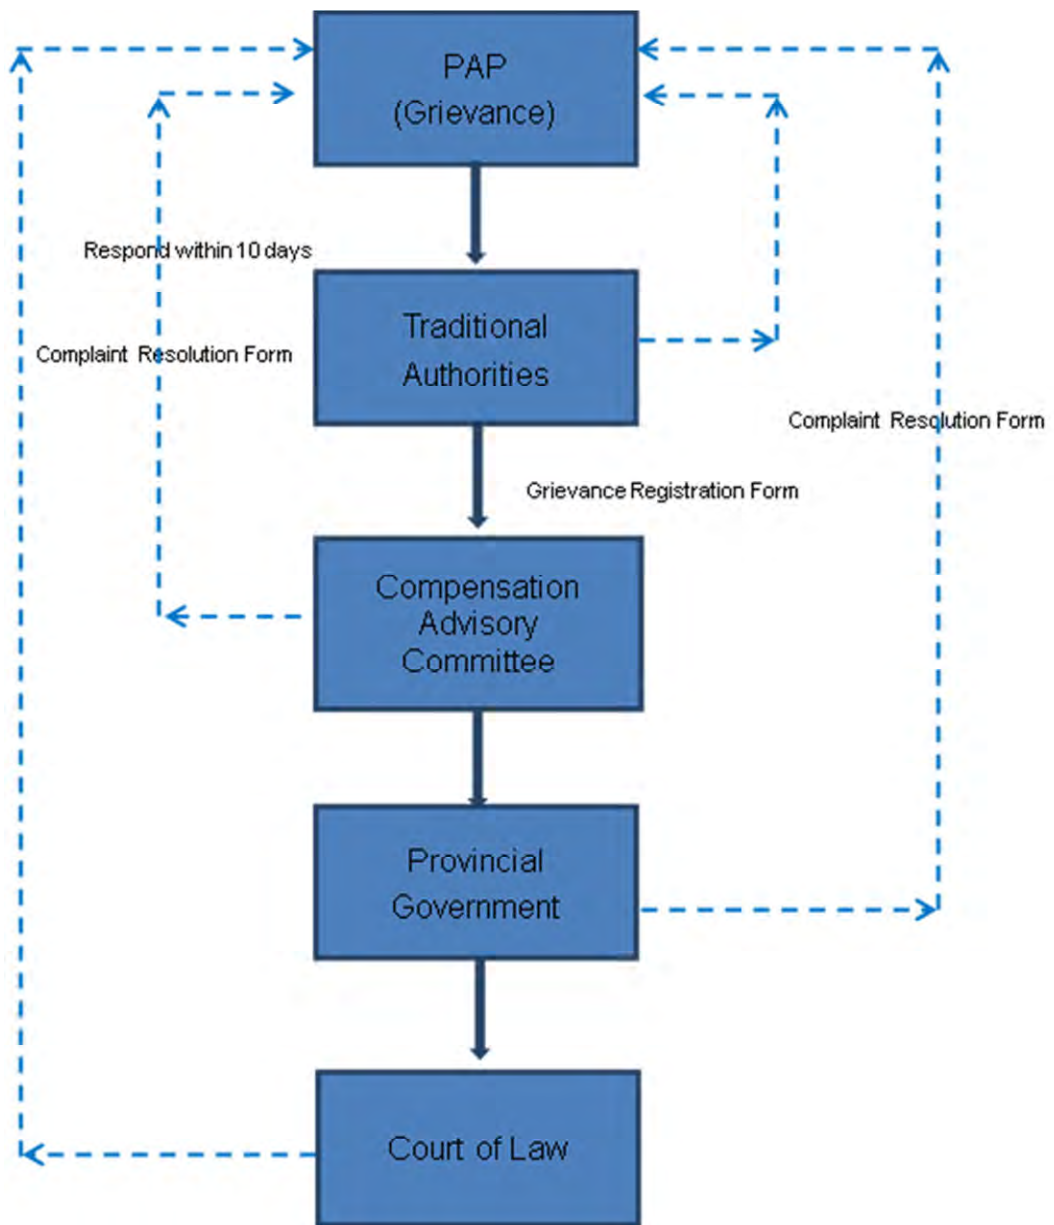 PAP
(Grievance)
Respond within 10 days
Traditional
Authorities
Complaint Resolution Form
Complaint Resolution Form
Grievance Registration Form
Compensation
Advisory
Committee
Provincial
Government
Court of Law